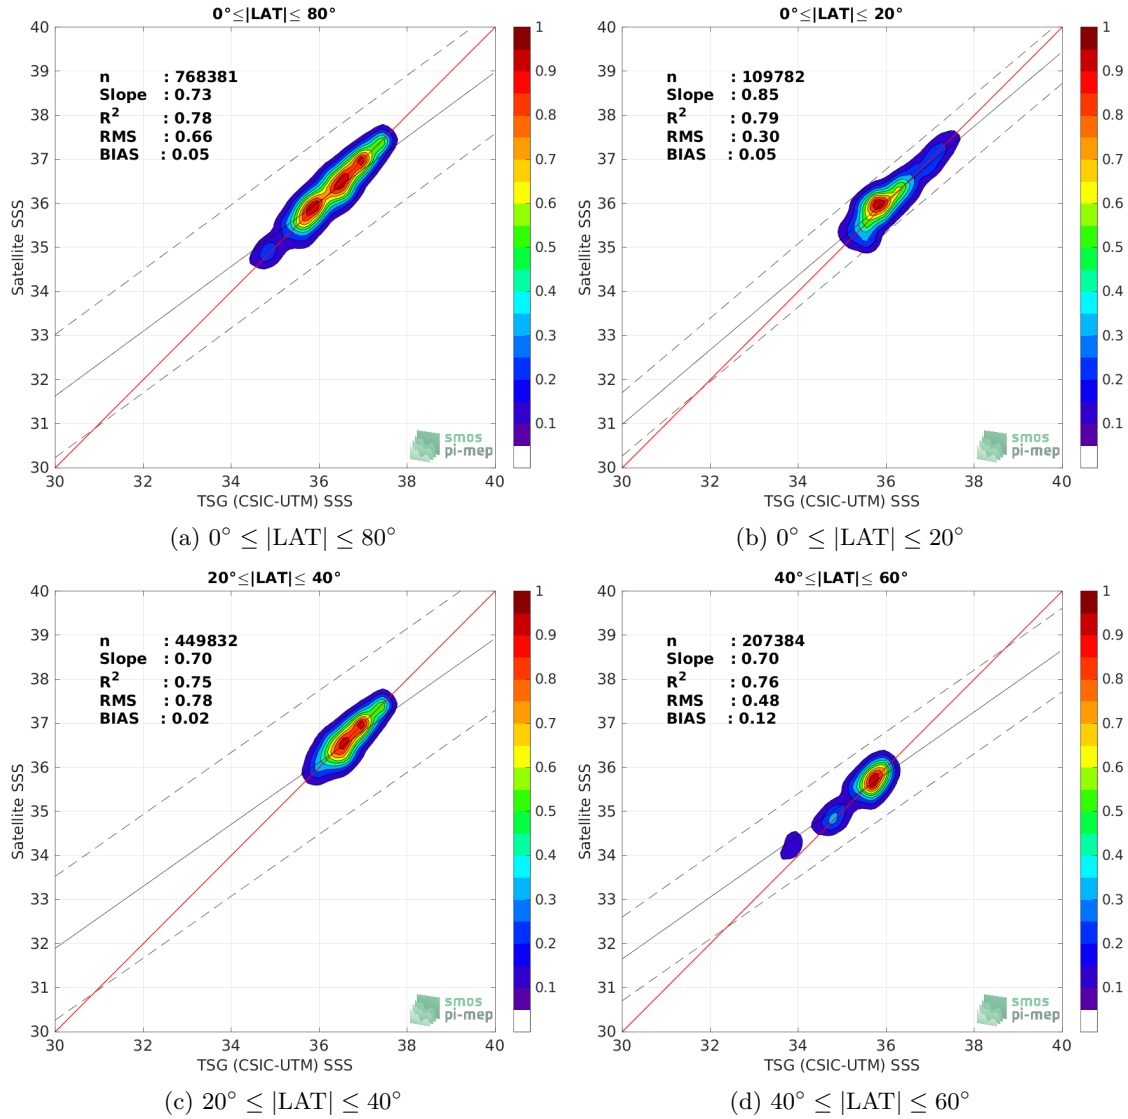 0°≤|LAT|≤ 80°
40
39
38
37
36
35
34
33
32
31
30
Satellite SSS
n : 768381
Slope : 0.73
R² : 0.78
RMS : 0.66
BIAS : 0.05
smos
pi-mep
30 32 34 36 38 40
TSG (CSIC-UTM) SSS
1
0.9
0.8
0.7
0.6
0.5
0.4
0.3
0.2
0.1
(a) 0° ≤ |LAT| ≤ 80°
0°≤|LAT|≤ 20°
40
39
38
37
36
35
34
33
32
31
30
Satellite SSS
n : 109782
Slope : 0.85
R² : 0.79
RMS : 0.30
BIAS : 0.05
smos
pi-mep
30 32 34 36 38 40
TSG (CSIC-UTM) SSS
1
0.9
0.8
0.7
0.6
0.5
0.4
0.3
0.2
0.1
(b) 0° ≤ |LAT| ≤ 20°
20°≤|LAT|≤ 40°
40
39
38
37
36
35
34
33
32
31
30
Satellite SSS
n : 449832
Slope : 0.70
R² : 0.75
RMS : 0.78
BIAS : 0.02
smos
pi-mep
30 32 34 36 38 40
TSG (CSIC-UTM) SSS
1
0.9
0.8
0.7
0.6
0.5
0.4
0.3
0.2
0.1
(c) 20° ≤ |LAT| ≤ 40°
40°≤|LAT|≤ 60°
40
39
38
37
36
35
34
33
32
31
30
Satellite SSS
n : 207384
Slope : 0.70
R² : 0.76
RMS : 0.48
BIAS : 0.12
smos
pi-mep
30 32 34 36 38 40
TSG (CSIC-UTM) SSS
1
0.9
0.8
0.7
0.6
0.5
0.4
0.3
0.2
0.1
(d) 40° ≤ |LAT| ≤ 60°